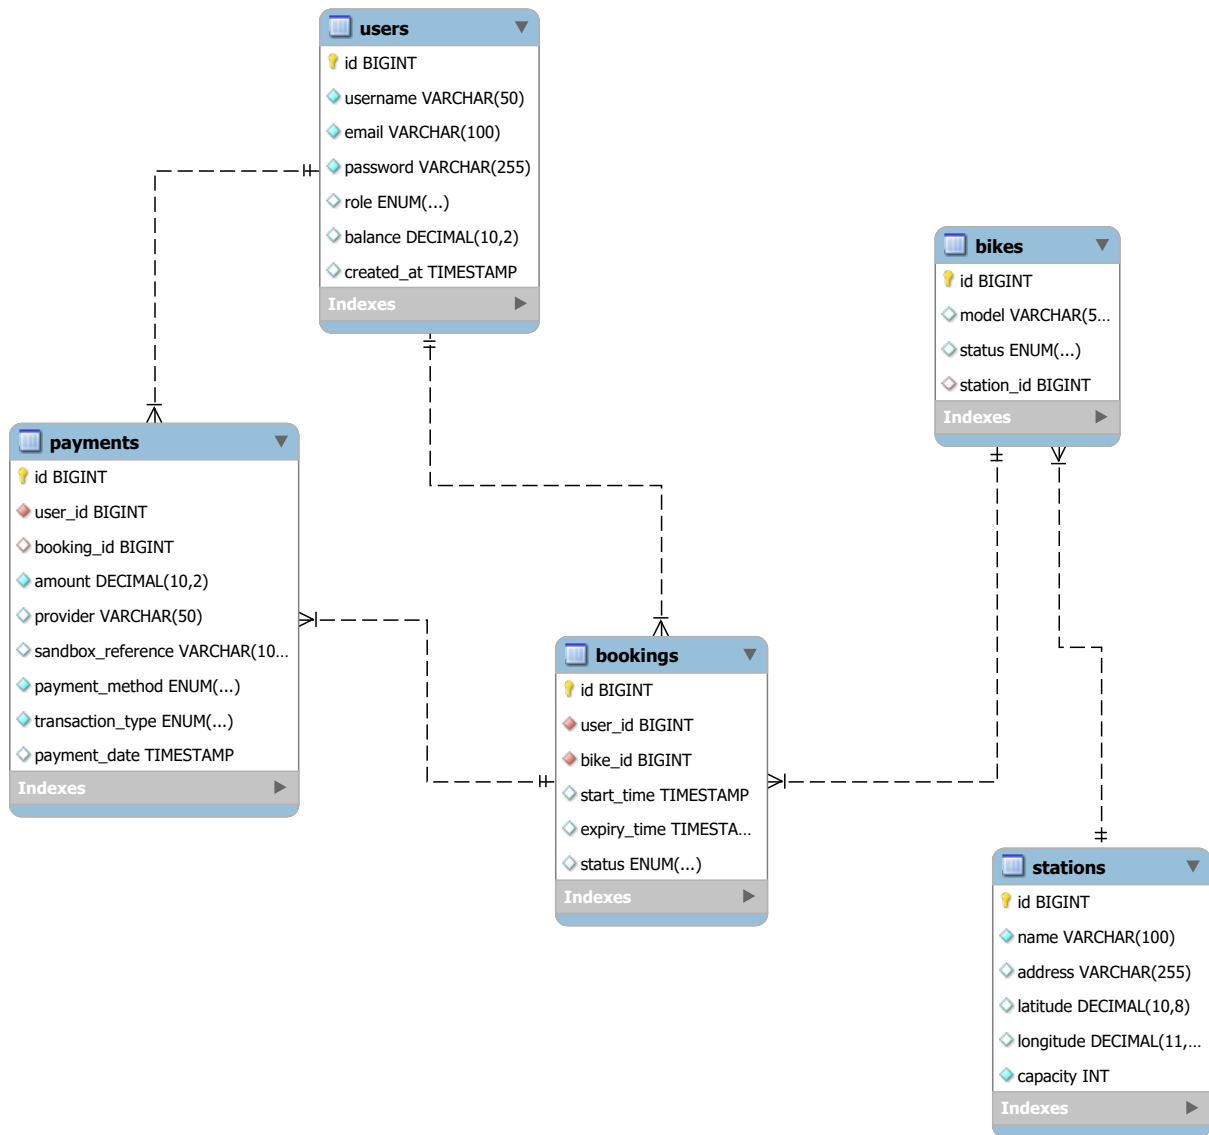 users
id BIGINT
username VARCHAR(50)
email VARCHAR(100)
password VARCHAR(255)
role ENUM(...)
balance DECIMAL(10,2)
created_at TIMESTAMP
Indexes
bikes
id BIGINT
model VARCHAR(5...
status ENUM(...)
station_id BIGINT
Indexes
payments
id BIGINT
user_id BIGINT
booking_id BIGINT
amount DECIMAL(10,2)
provider VARCHAR(50)
sandbox_reference VARCHAR(10...
payment_method ENUM(...)
transaction_type ENUM(...)
payment_date TIMESTAMP
Indexes
bookings
id BIGINT
user_id BIGINT
bike_id BIGINT
start_time TIMESTAMP
expiry_time TIMESTA...
status ENUM(...)
Indexes
stations
id BIGINT
name VARCHAR(100)
address VARCHAR(255)
latitude DECIMAL(10,8)
longitude DECIMAL(11,...
capacity INT
Indexes